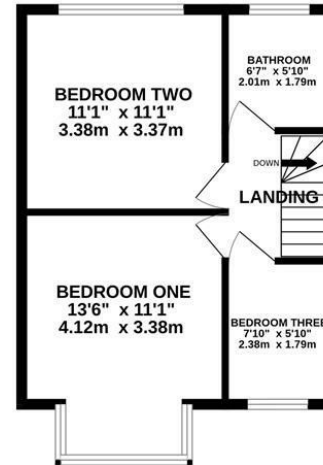 BEDROOM TWO
11'1" x 11'1"
3.38m x 3.37m
BATHROOM
6'7" x 5'10"
2.01m x 1.79m
DOWN
LANDING
BEDROOM ONE
13'6" x 11'1"
4.12m x 3.38m
BEDROOM THREE
7'10" x 5'10"
2.38m x 1.79m